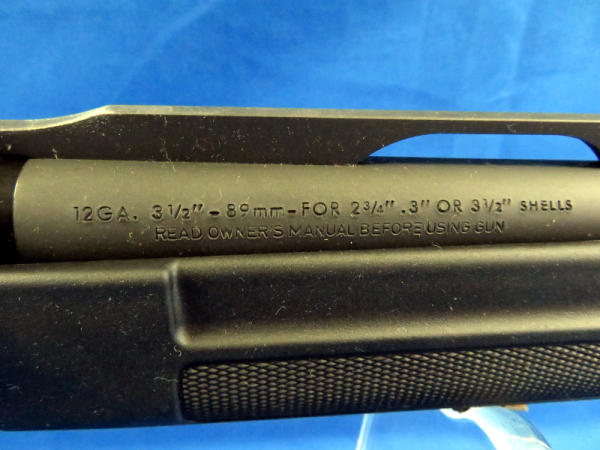 12GA. 3½" - 89mm - FOR 2¾" .3" OR 3½" SHELLS
READ OWNER'S MANUAL BEFORE USING GUN